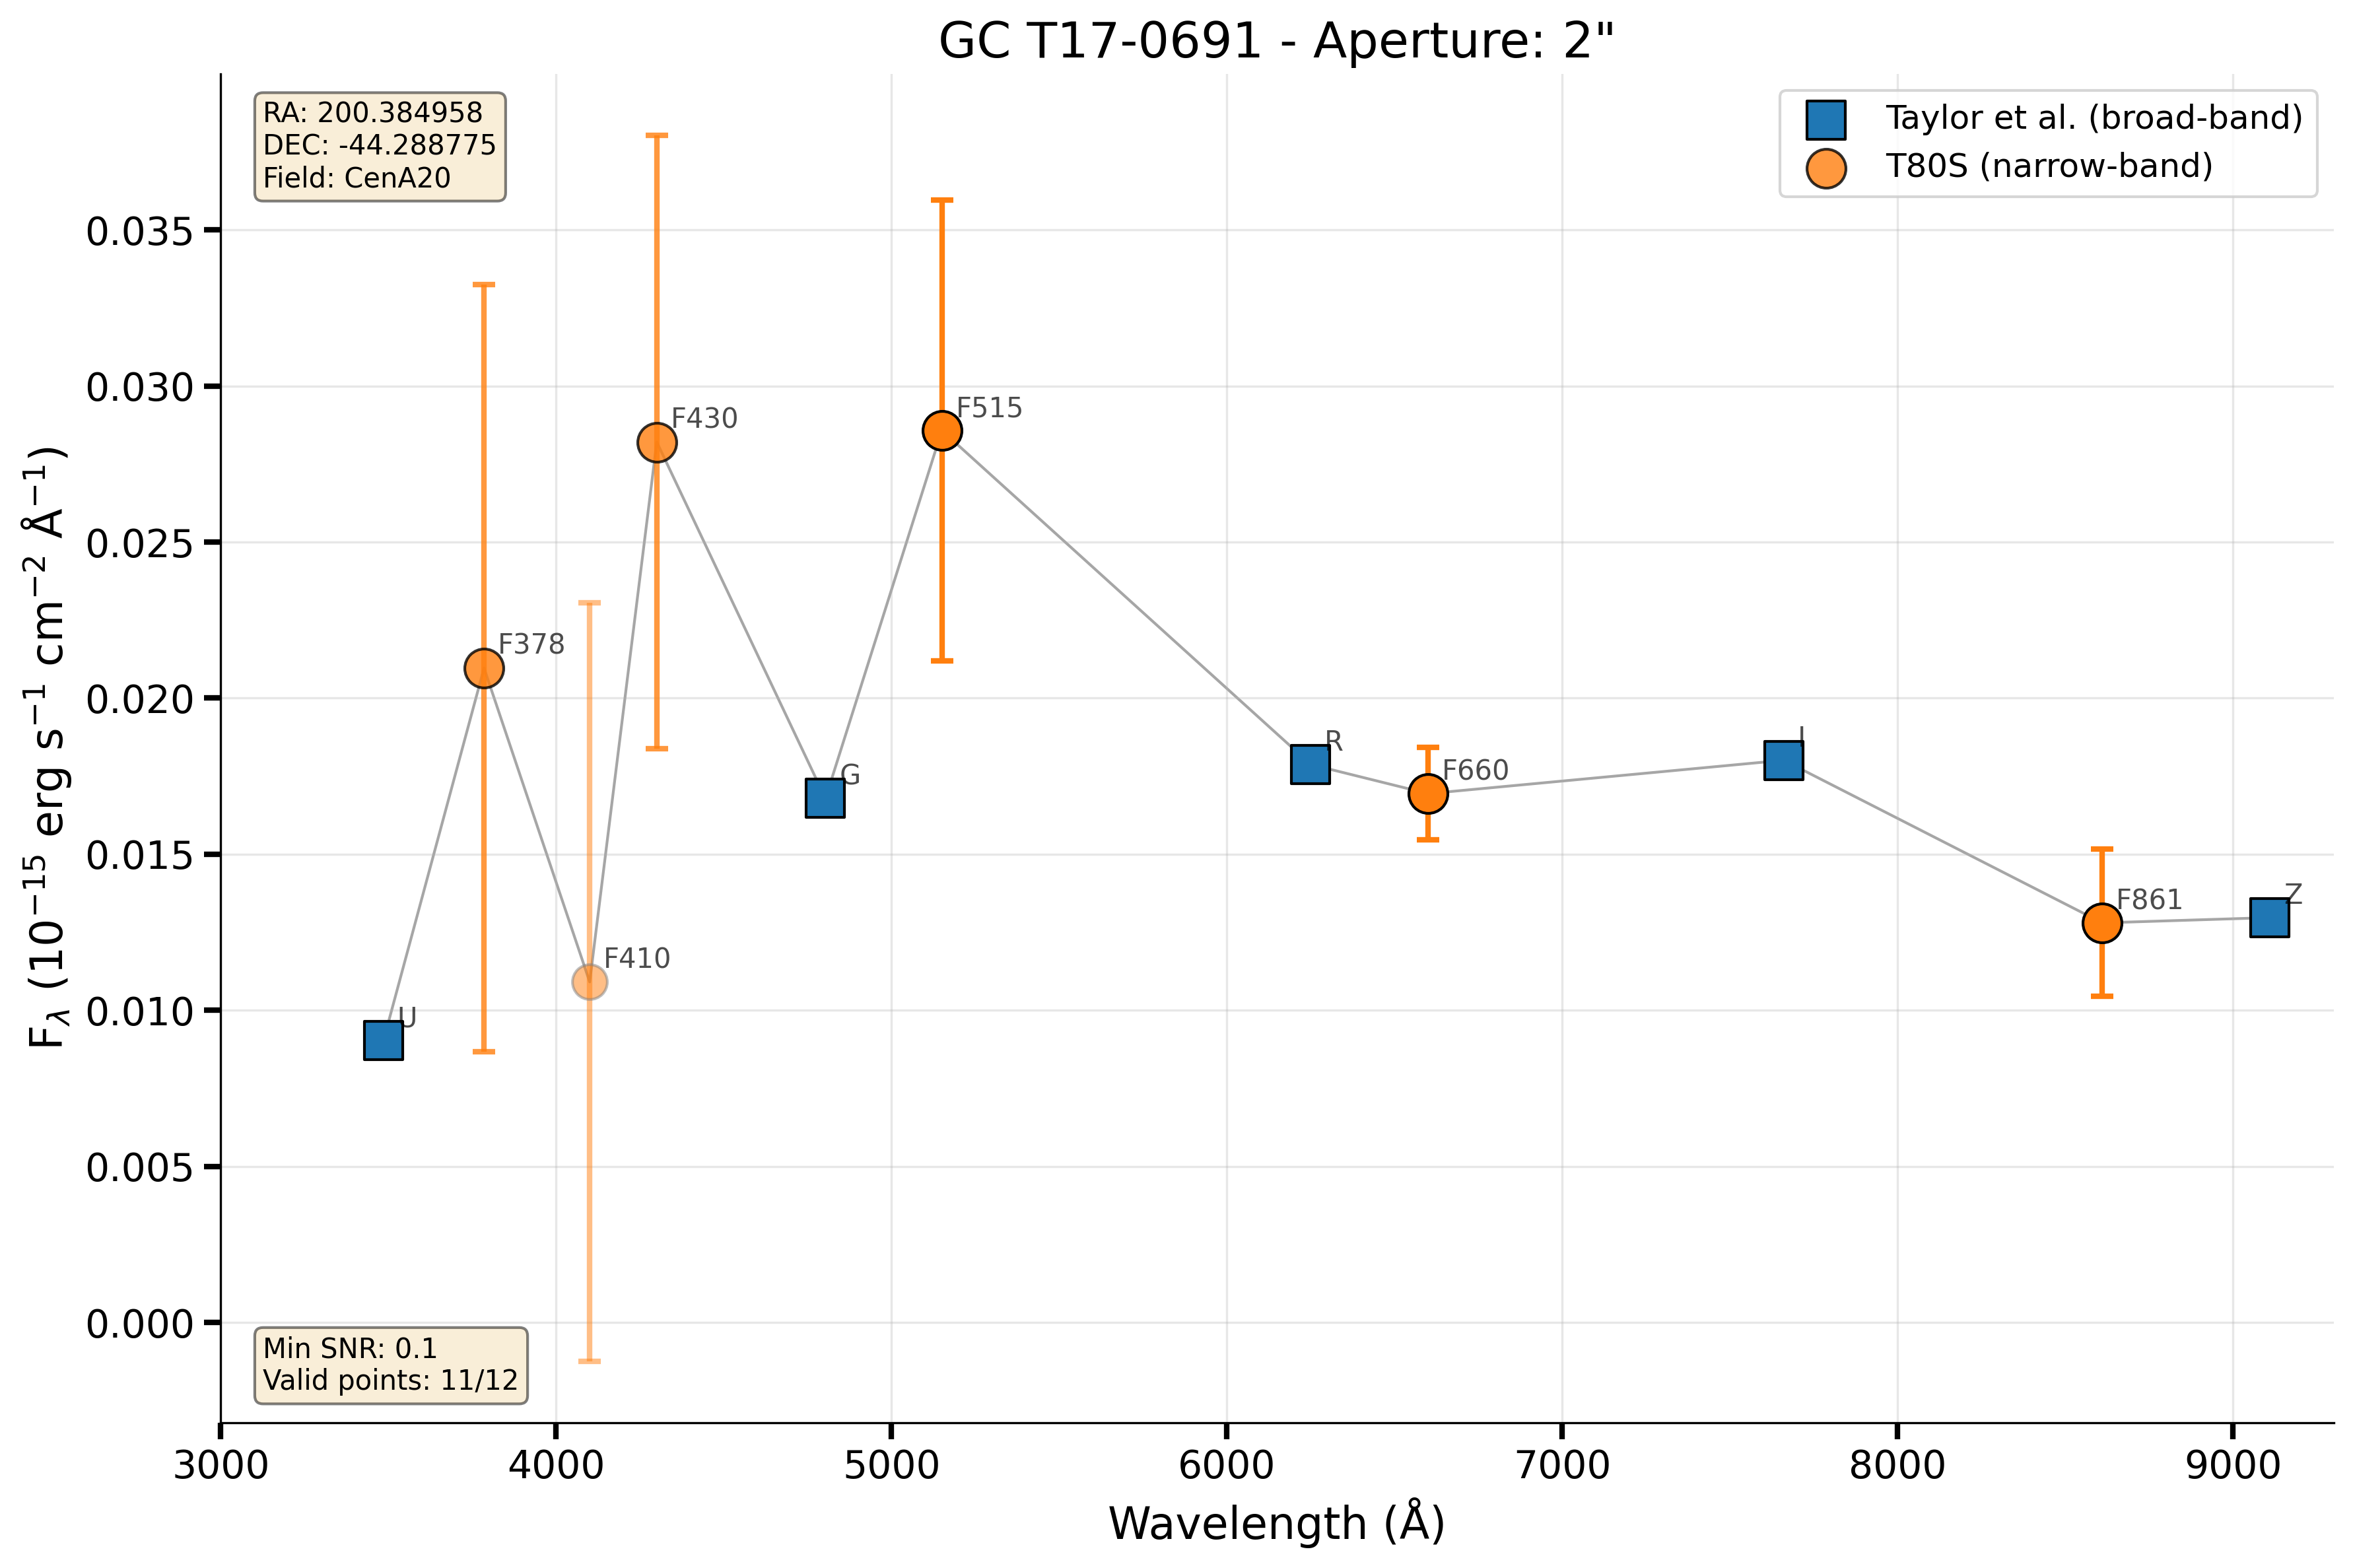 GC T17-0691 - Aperture: 2"
RA: 200.384958
DEC: -44.288775
Field: CenA20
Taylor et al. (broad-band)
T80S (narrow-band)
F_λ (10⁻¹⁵ erg s⁻¹ cm⁻² Å⁻¹)
0.035
0.030
0.025
0.020
0.015
0.010
0.005
0.000
U
F378
F410
F430
G
F515
R
F660
I
F861
Z
Min SNR: 0.1
Valid points: 11/12
3000 4000 5000 6000 7000 8000 9000
Wavelength (Å)